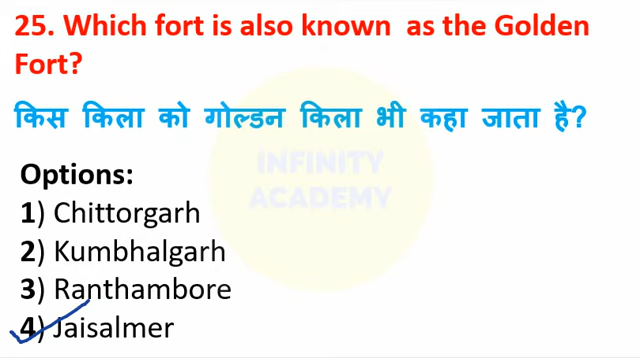 25. Which fort is also known as the Golden
Fort?
किस किला को गोल्डन किला भी कहा जाता है?
INFINITY
ACADEMY
Options:
1) Chittorgarh
2) Kumbhalgarh
3) Ranthambore
4) Jaisalmer